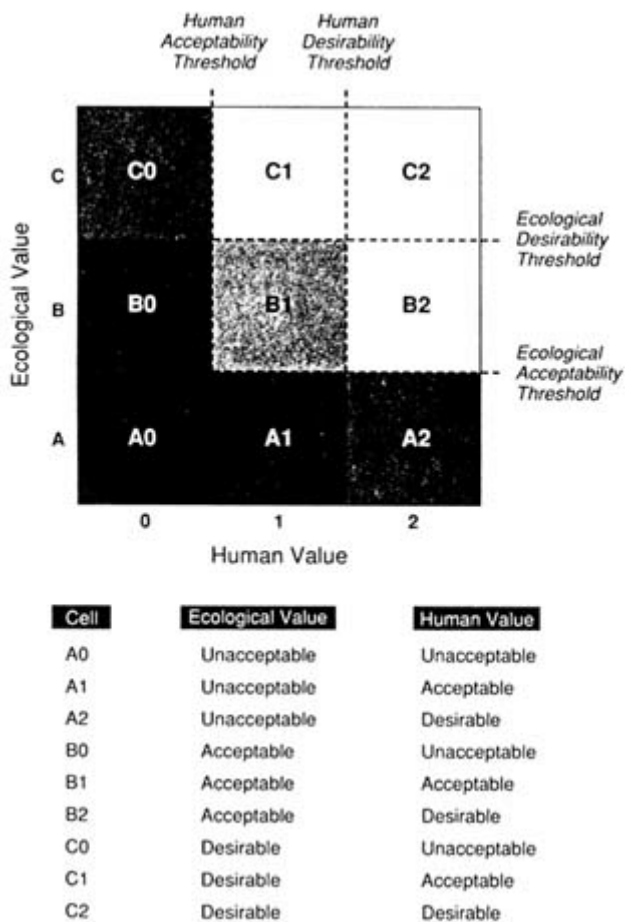 Human
Acceptability
Threshold
Human
Desirability
Threshold
C
C0
C1
C2
Ecological
Desirability
Threshold
Ecological Value
B
B0
B1
B2
Ecological
Acceptability
Threshold
A
A0
A1
A2
0
1
2
Human Value
Cell Ecological Value Human Value
A0 Unacceptable Unacceptable
A1 Unacceptable Acceptable
A2 Unacceptable Desirable
B0 Acceptable Unacceptable
B1 Acceptable Acceptable
B2 Acceptable Desirable
C0 Desirable Unacceptable
C1 Desirable Acceptable
C2 Desirable Desirable